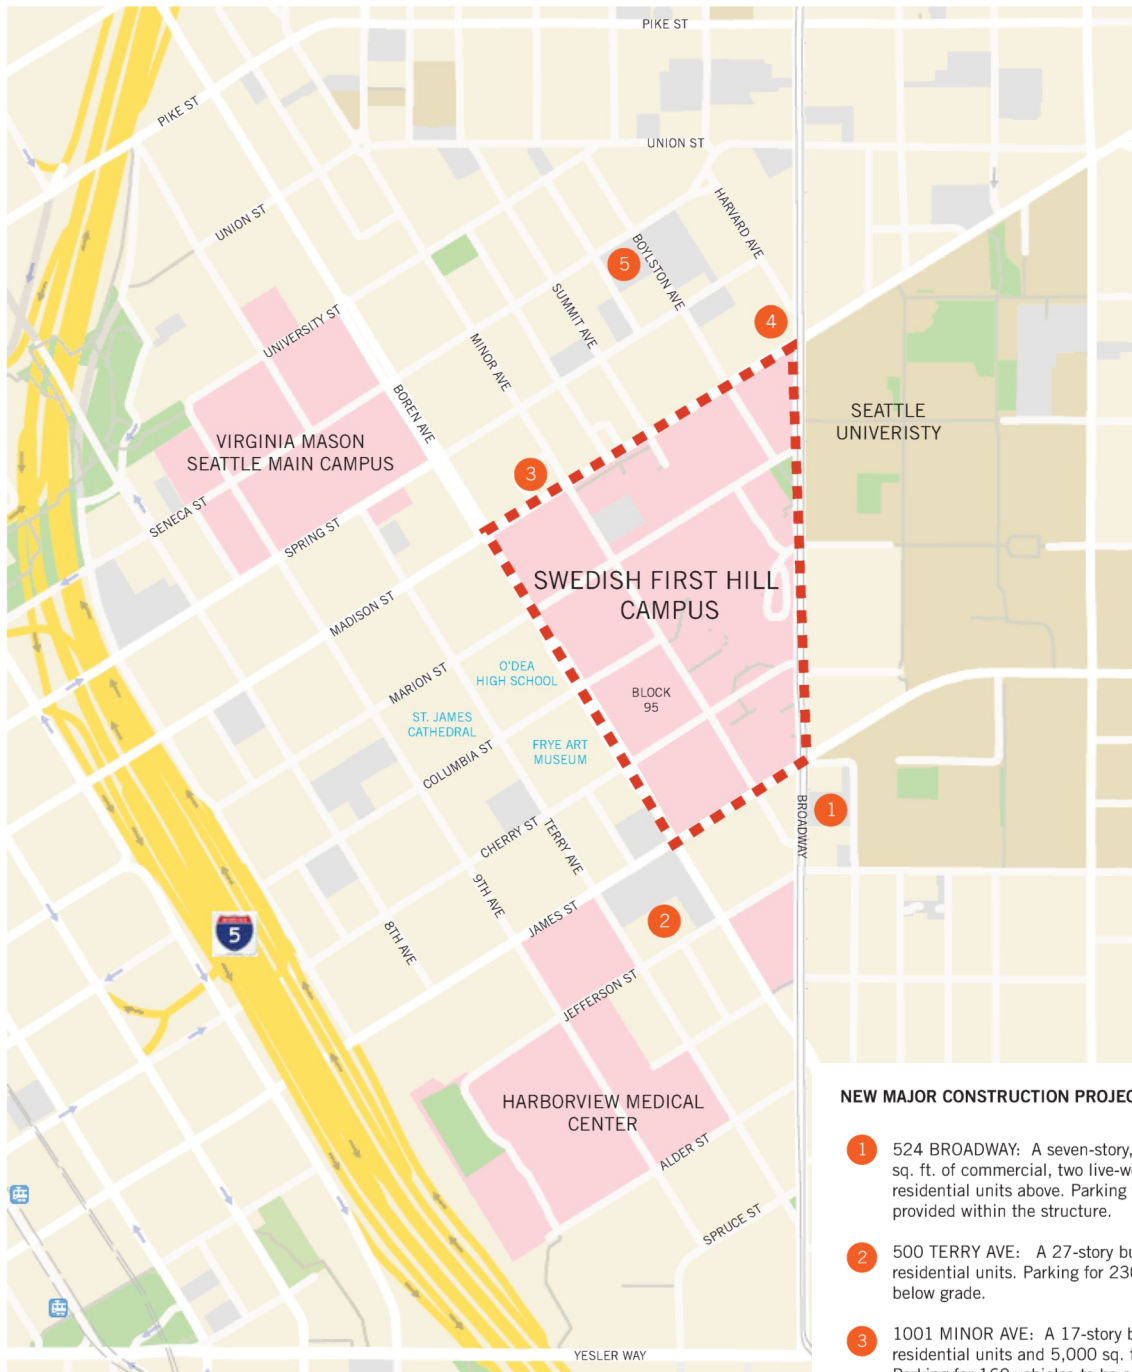 PIKE ST
PIKE ST
UNION ST
UNION ST
HARVARD AVE
BOYLSTON AVE
5
SUMMIT AVE
4
UNIVERSITY ST
MINOR AVE
BOREN AVE
SEATTLE
UNIVERISTY
VIRGINIA MASON
SEATTLE MAIN CAMPUS
3
SENECA ST
SPRING ST
SWEDISH FIRST HILL
CAMPUS
MADISON ST
O'DEA
HIGH SCHOOL
MARION ST
BLOCK
95
ST. JAMES
CATHEDRAL
FRYE ART
MUSEUM
COLUMBIA ST
BROADWAY
1
CHERRY ST
TERRY AVE
9TH AVE
2
JAMES ST
8TH AVE
5
JEFFERSON ST
HARBORVIEW MEDICAL
CENTER
ALDER ST
SPRUCE ST
YESLER WAY
NEW MAJOR CONSTRUCTION PROJEC
1 524 BROADWAY: A seven-story,
sq. ft. of commercial, two live-w
residential units above. Parking
provided within the structure.
2 500 TERRY AVE: A 27-story bu
residential units. Parking for 230
below grade.
3 1001 MINOR AVE: A 17-story b
residential units and 5,000 sq. f